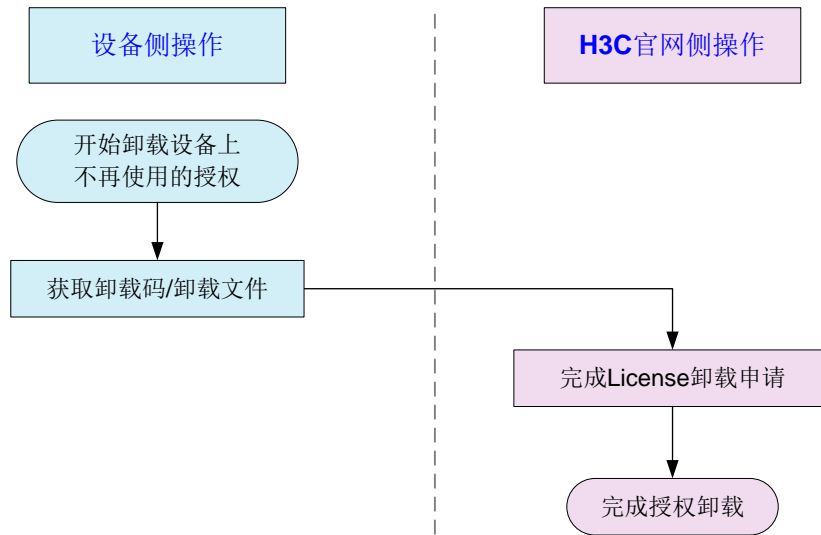 设备侧操作
H3C官网侧操作
开始卸载设备上
不再使用的授权
获取卸载码/卸载文件
完成License卸载申请
完成授权卸载